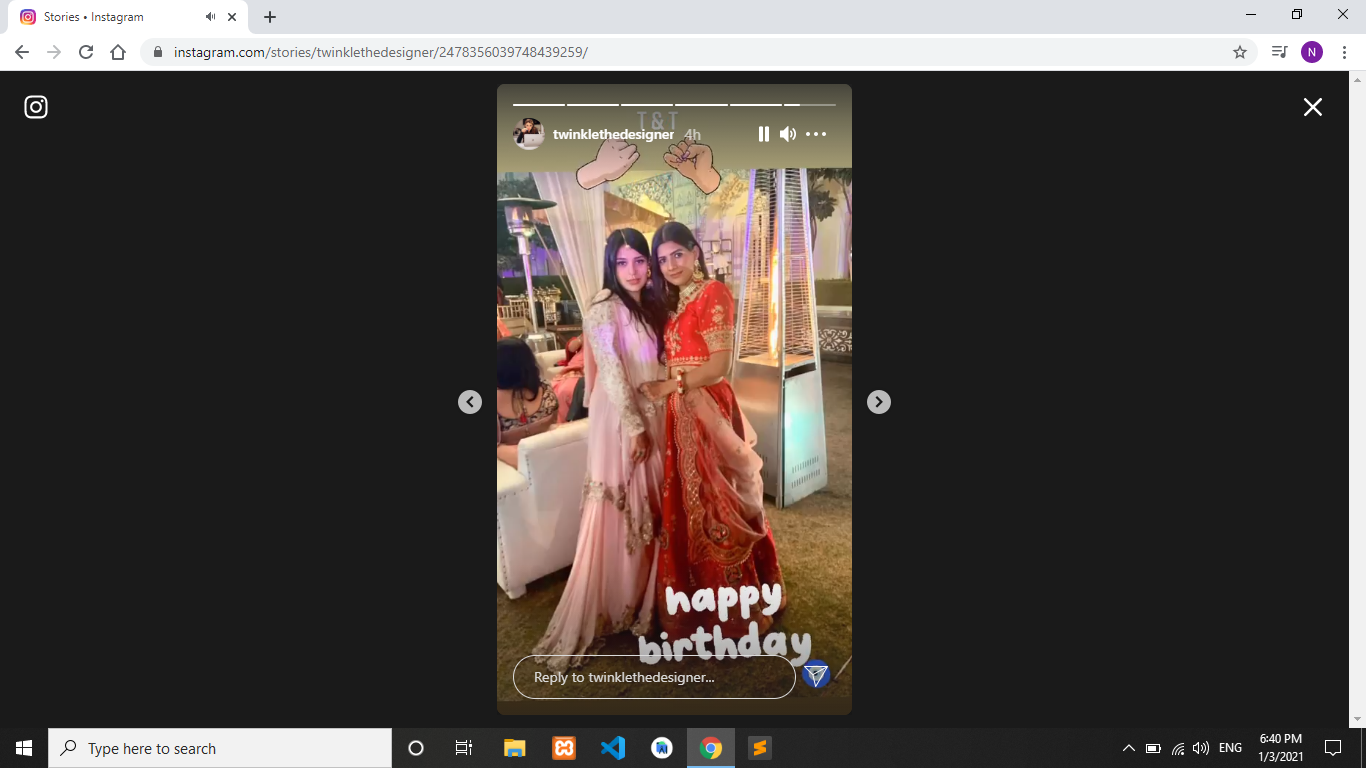 Stories • Instagram
instagram.com/stories/twinklethedesigner/2478356039748439259/
N
T & T
twinklethedesigner 4h
happy
birthday
Reply to twinklethedesigner...
Type here to search
ENG
6:40 PM
1/3/2021